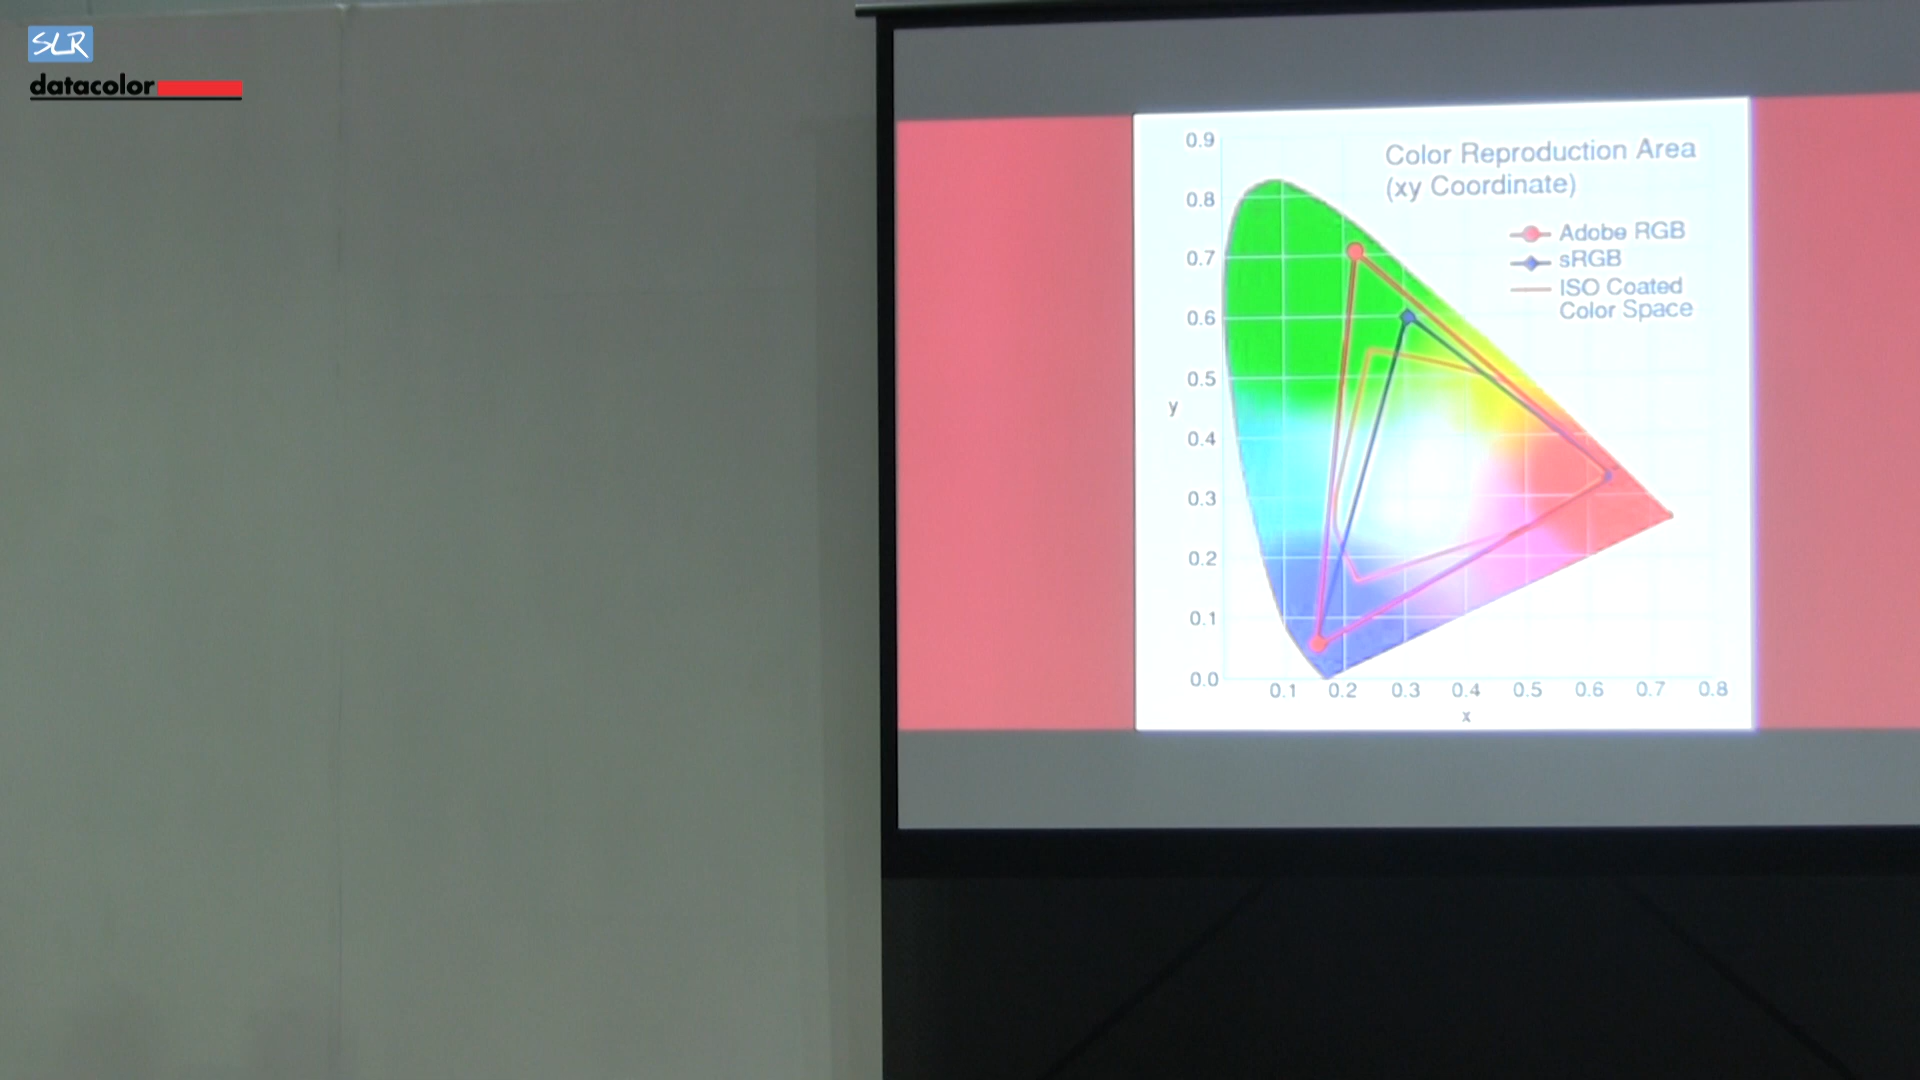 SLR
datacolor
Color Reproduction Area
(xy Coordinate)
Adobe RGB
sRGB
ISO Coated
Color Space
0.9
0.8
0.7
0.6
0.5
y
0.4
0.3
0.2
0.1
0.0
0.1 0.2 0.3 0.4 0.5 0.6 0.7 0.8
x